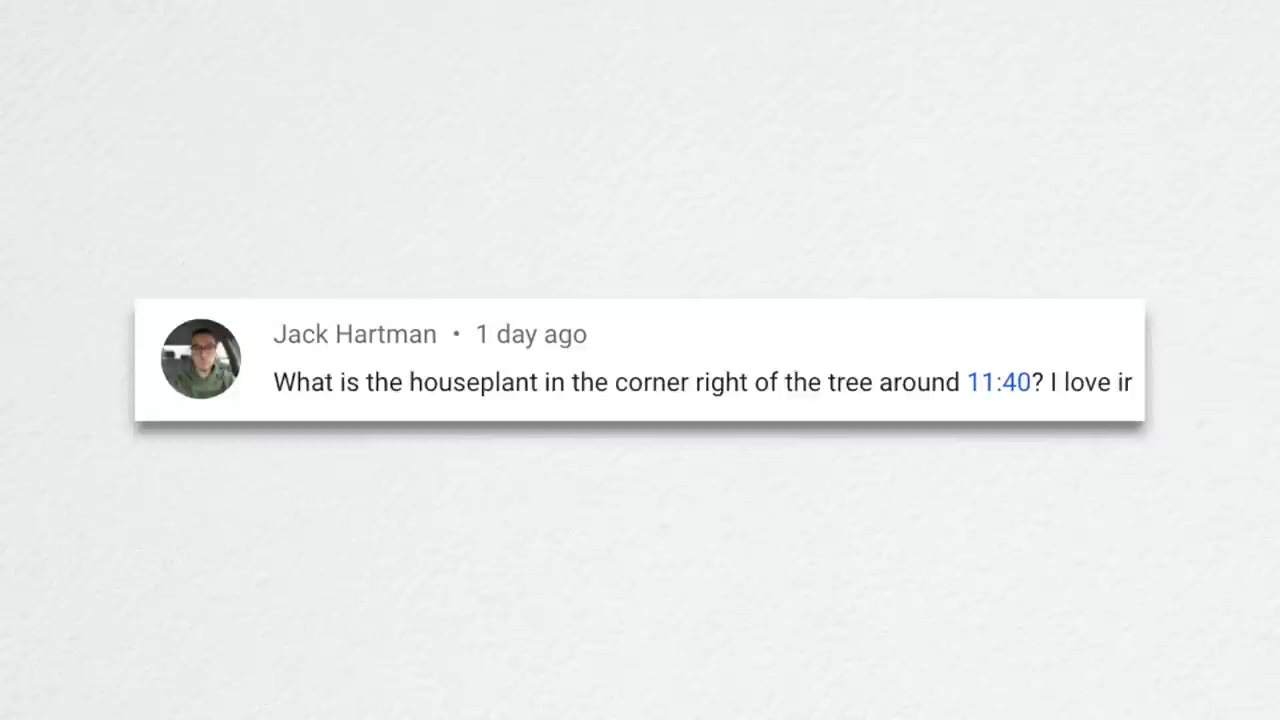 Jack Hartman • 1 day ago
What is the houseplant in the corner right of the tree around 11:40? I love ir